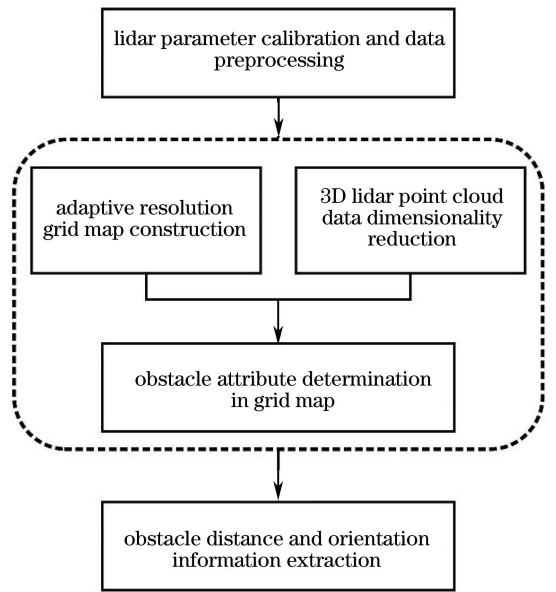 lidar parameter calibration and data
preprocessing
adaptive resolution
grid map construction
3D lidar point cloud
data dimensionality
reduction
obstacle attribute determination
in grid map
obstacle distance and orientation
information extraction